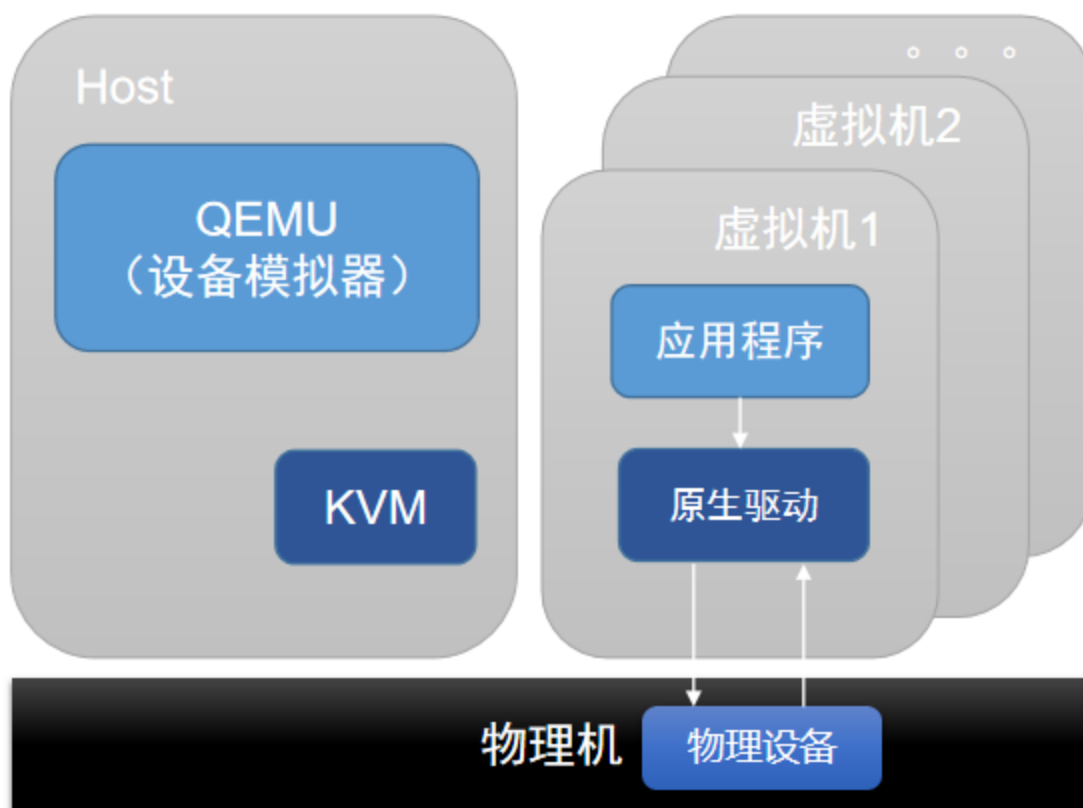 Host
QEMU
（设备模拟器）
KVM
。。。
虚拟机2
虚拟机1
应用程序
原生驱动
物理机
物理设备